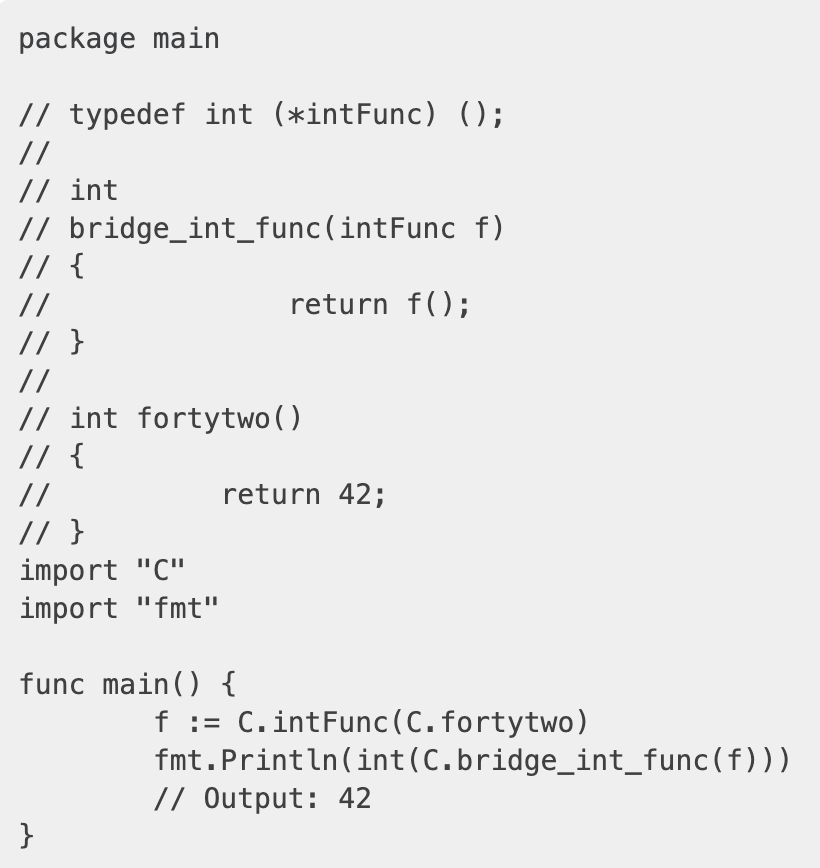 package main

// typedef int (*intFunc) ();
//
// int
// bridge_int_func(intFunc f)
// {
//		return f();
// }
//
// int fortytwo()
// {
//	    return 42;
// }
import "C"
import "fmt"

func main() {
	f := C.intFunc(C.fortytwo)
	fmt.Println(int(C.bridge_int_func(f)))
	// Output: 42
}